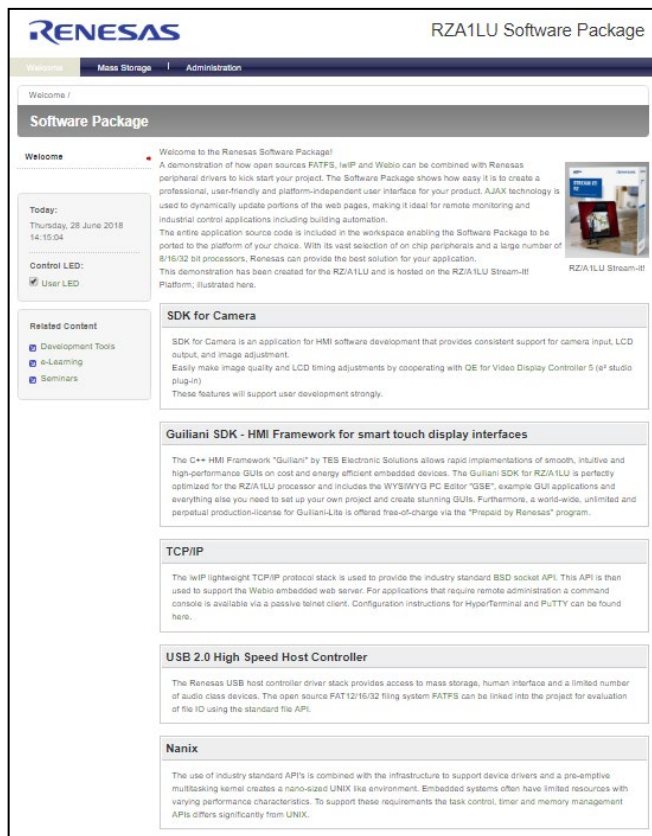 RENESAS
RZA1LU Software Package
Welcome
Mass Storage
Administration
Welcome /
Software Package
Welcome
Today:
Thursday, 28 June 2018
14:15:04
Control LED:
User LED
Related Content
Development Tools
e-Learning
Seminars
Welcome to the Renesas Software Package!
A demonstration of how open sources FATFS, lwIP and Webio can be combined with Renesas
peripheral drivers to kick start your project. The Software Package shows how easy it is to create a
professional, user-friendly and platform-independent user interface for your product. AJAX technology is
used to dynamically update portions of the web pages, making it ideal for remote monitoring and
industrial control applications including building automation.
The entire application source code is included in the workspace enabling the Software Package to be
ported to the platform of your choice. With its vast selection of on chip peripherals and a large number of
8/16/32 bit processors, Renesas can provide the best solution for your application.
This demonstration has been created for the RZ/A1LU and is hosted on the RZ/A1LU Stream-it!
Platform; illustrated here.
RENESAS
STREAM IT!
RZ
RZ/A1LU Stream-it!
SDK for Camera
SDK for Camera is an application for HMI software development that provides consistent support for camera input, LCD
output, and image adjustment.
Easily make image quality and LCD timing adjustments by cooperating with QE for Video Display Controller 5 (e² studio
plug-in)
These features will support user development strongly.
Guiliani SDK - HMI Framework for smart touch display interfaces
The C++ HMI Framework "Guiliani" by TES Electronic Solutions allows rapid implementations of smooth, intuitive and
high-performance GUIs on cost and energy efficient embedded devices. The Guiliani SDK for RZ/A1LU is perfectly
optimized for the RZ/A1LU processor and includes the WYSIWYG PC Editor "GSE", example GUI applications and
everything else you need to set up your own project and create stunning GUIs. Furthermore, a world-wide, unlimited and
perpetual production-license for Guiliani-Lite is offered free-of-charge via the "Prepaid by Renesas" program.
TCP/IP
The lwIP lightweight TCP/IP protocol stack is used to provide the industry standard BSD socket API. This API is then
used to support the Webio embedded web server. For applications that require remote administration a command
console is available via a passive telnet client. Configuration instructions for HyperTerminal and PuTTY can be found
here.
USB 2.0 High Speed Host Controller
The Renesas USB host controller driver stack provides access to mass storage, human interface and a limited number
of audio class devices. The open source FAT12/16/32 filing system FATFS can be linked into the project for evaluation
of file IO using the standard file API.
Nanix
The use of industry standard API's is combined with the infrastructure to support device drivers and a pre-emptive
multitasking kernel creates a nano-sized UNIX like environment. Embedded systems often have limited resources with
varying performance characteristics. To support these requirements the task control, timer and memory management
APIs differs significantly from UNIX.